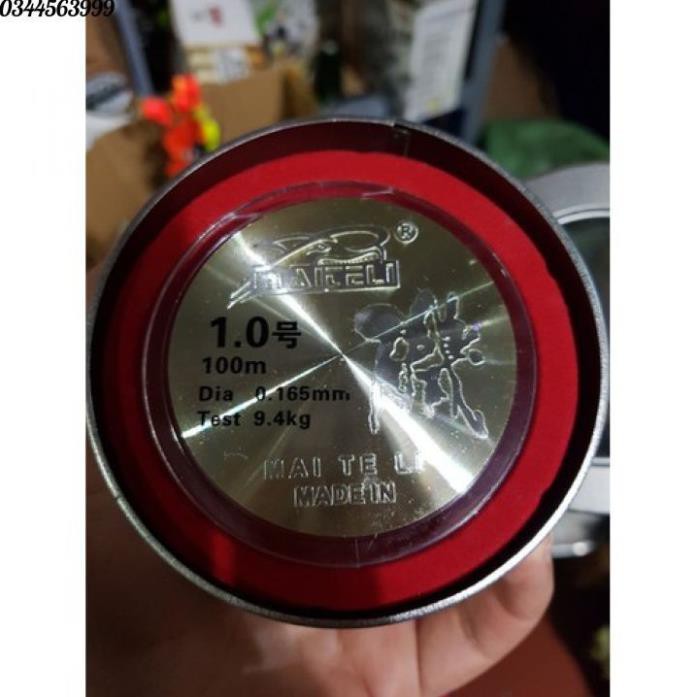 0344563999
MAITELI®
1.0号
100m
Dia 0.165mm
Test 9.4kg
MAI TE LI
MADE IN